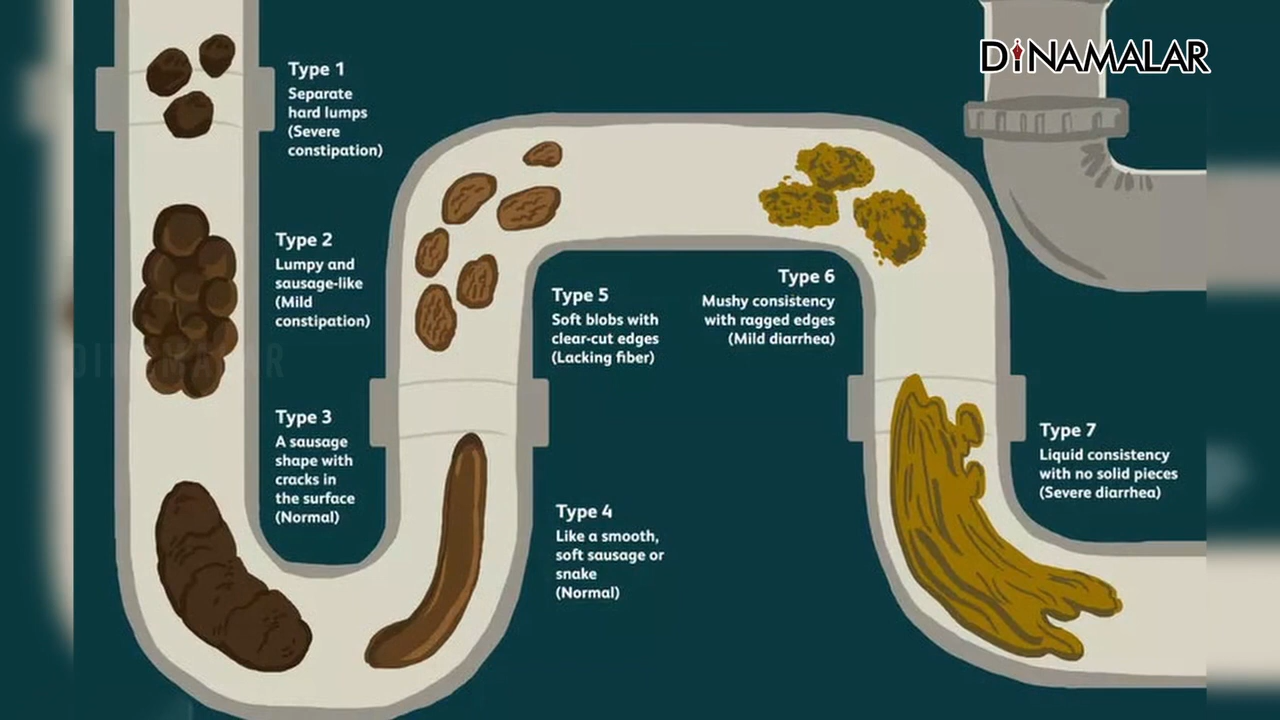 DINAMALAR
Type 1
Separate
hard lumps
(Severe
constipation)
Type 2
Lumpy and
sausage-like
(Mild
constipation)
Type 3
A sausage
shape with
cracks in
the surface
(Normal)
Type 4
Like a smooth,
soft sausage or
snake
(Normal)
Type 5
Soft blobs with
clear-cut edges
(Lacking fiber)
Type 6
Mushy consistency
with ragged edges
(Mild diarrhea)
Type 7
Liquid consistency
with no solid pieces
(Severe diarrhea)
DINAMALAR